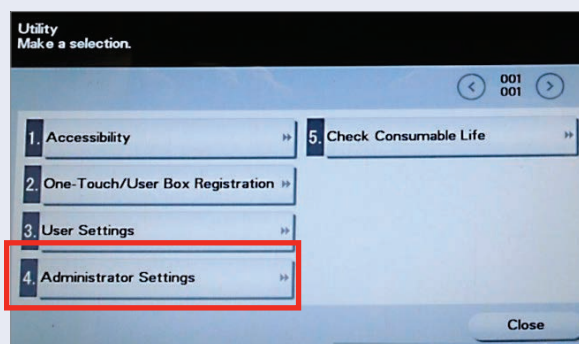 Utility
Make a selection.
001
001
1. Accessibility
2. One-Touch/User Box Registration
3. User Settings
4. Administrator Settings
5. Check Consumable Life
Close